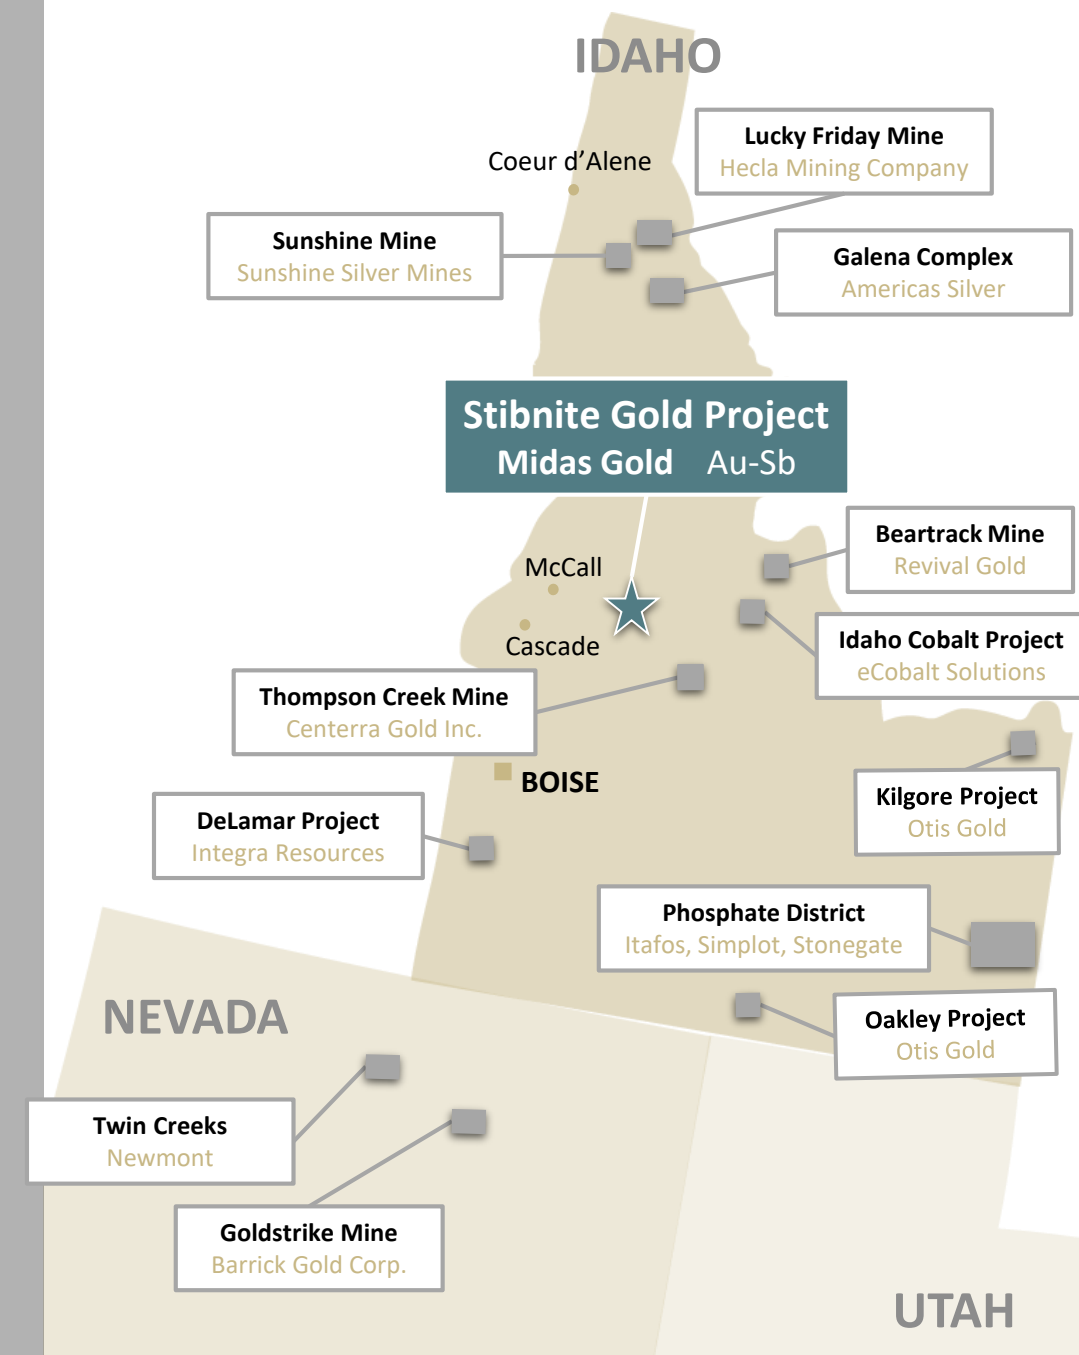 IDAHO
Coeur d’Alene
Lucky Friday Mine
Hecla Mining Company
Sunshine Mine
Sunshine Silver Mines
Galena Complex
Americas Silver
Stibnite Gold Project
Midas Gold Au-Sb
Beartrack Mine
Revival Gold
McCall
Cascade
Idaho Cobalt Project
eCobalt Solutions
Thompson Creek Mine
Centerra Gold Inc.
BOISE
Kilgore Project
Otis Gold
DeLamar Project
Integra Resources
Phosphate District
Itafos, Simplot, Stonegate
NEVADA
Oakley Project
Otis Gold
Twin Creeks
Newmont
Goldstrike Mine
Barrick Gold Corp.
UTAH